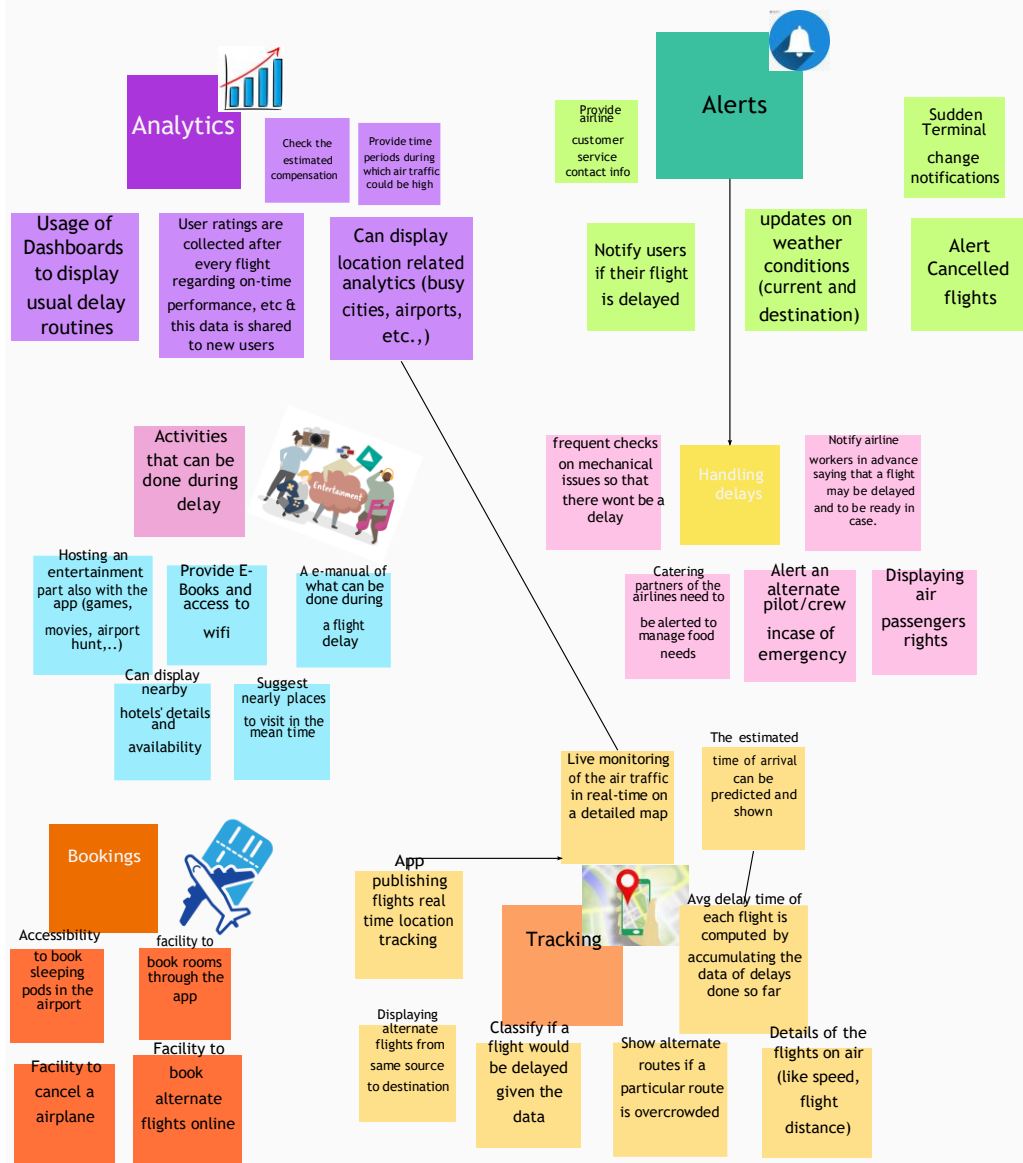 Analytics
Check the
estimated
compensation
Provide time
periods during
which air traffic
could be high
Usage of
Dashboards
to display
usual delay
routines
User ratings are
collected after
every flight
regarding on-time
performance, etc &
this data is shared
to new users
Can display
location related
analytics (busy
cities, airports,
etc.,)
Alerts
Provide
airline
customer
service
contact info
Sudden
Terminal
change
notifications
Notify users
if their flight
is delayed
updates on
weather
conditions
(current and
destination)
Alert
Cancelled
flights
Activities
that can be
done during
delay
Entertainment
Hosting an
entertainment
part also with the
app (games,
movies, airport
hunt,..)
Provide E-
Books and
access to
wifi
A e-manual of
what can be
done during
a flight
delay
Can display
nearby
hotels' details
and
availability
Suggest
nearly places
to visit in the
mean time
frequent checks
on mechanical
issues so that
there wont be a
delay
Handling
delays
Notify airline
workers in advance
saying that a flight
may be delayed
and to be ready in
case.
Catering
partners of the
airlines need to
be alerted to
manage food
needs
Alert an
alternate
pilot/crew
incase of
emergency
Displaying
air
passengers
rights
Bookings
Accessibility
to book
sleeping
pods in the
airport
facility to
book rooms
through the
app
Facility to
cancel a
airplane
Facility to
book
alternate
flights online
Live monitoring
of the air traffic
in real-time on
a detailed map
The estimated
time of arrival
can be
predicted and
shown
App
publishing
flights real
time location
tracking
Tracking
Avg delay time of
each flight is
computed by
accumulating the
data of delays
done so far
Displaying
alternate
flights from
same source
to destination
Classify if a
flight would
be delayed
given the
data
Show alternate
routes if a
particular route
is overcrowded
Details of the
flights on air
(like speed,
flight
distance)